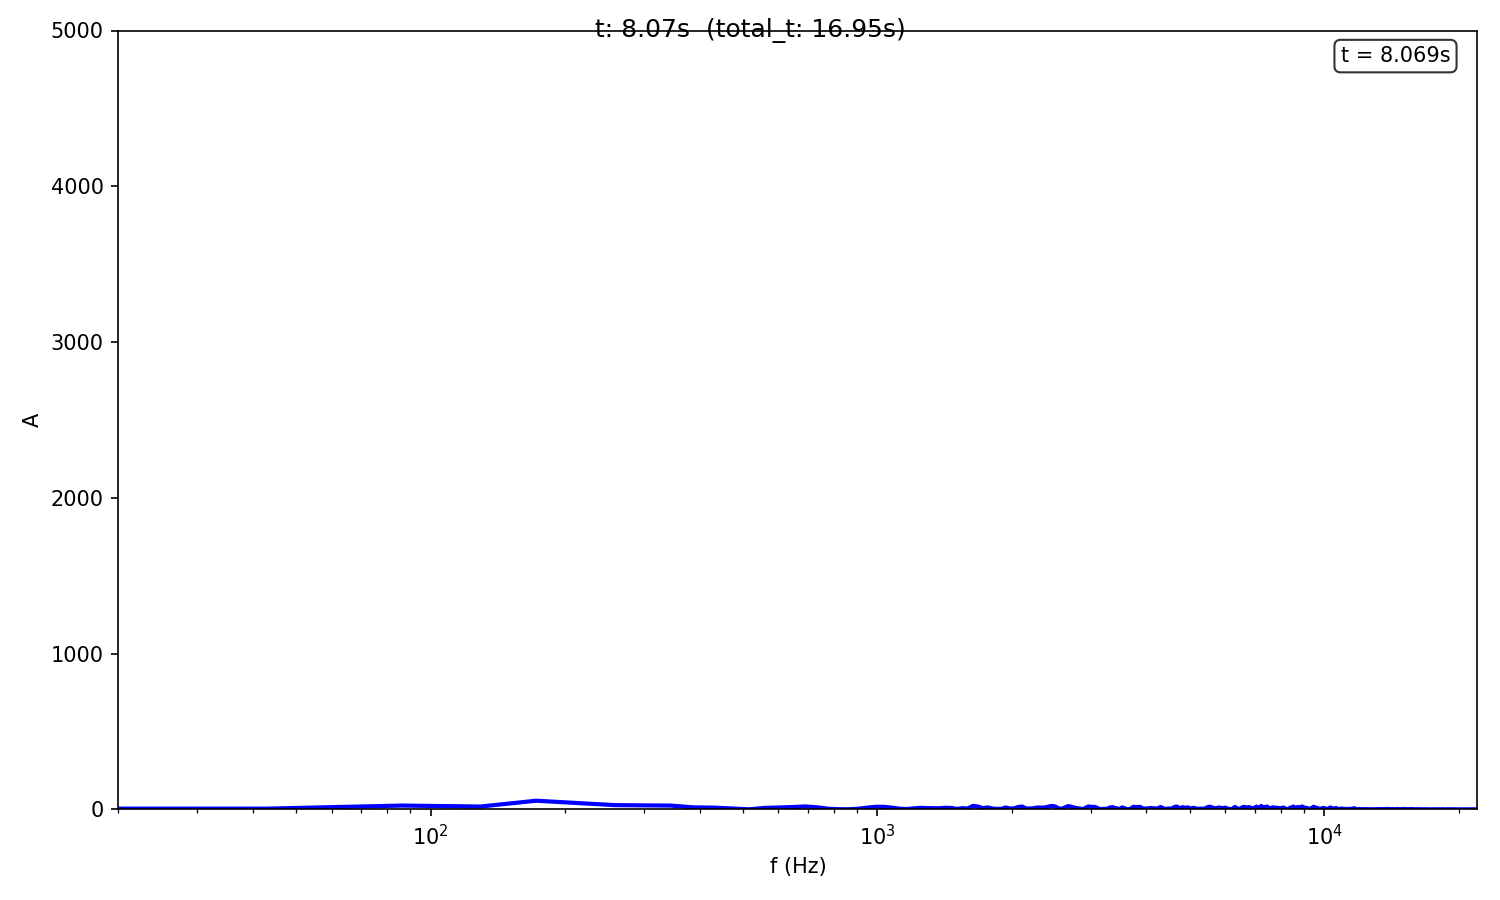 t: 8.07s (total_t: 16.95s)
t = 8.069s
5000
4000
3000
2000
1000
0
A
10²
10³
10⁴
f (Hz)